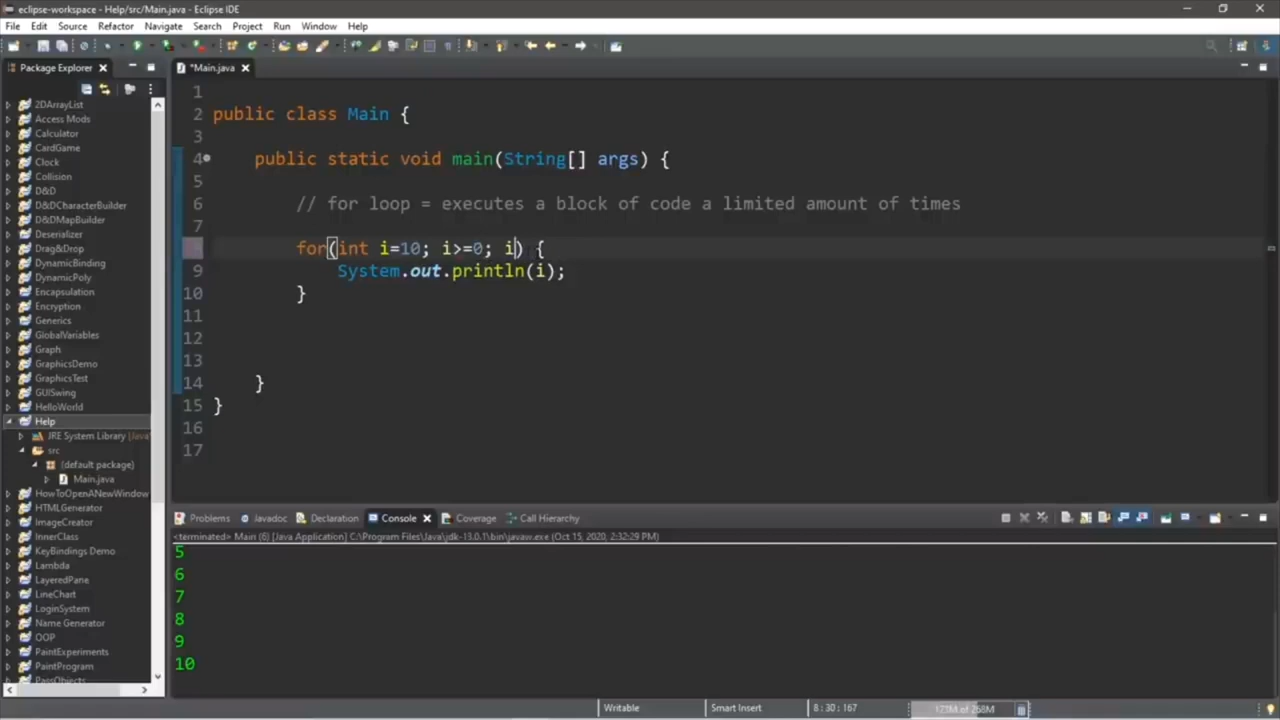 eclipse-workspace - Help/src/Main.java - Eclipse IDE
File Edit Source Refactor Navigate Search Project Run Window Help
Package Explorer
*Main.java
2DArrayList
Access Mods
Calculator
CardGame
Clock
Collision
D&D
D&DCharacterBuilder
D&DMapBuilder
Deserializer
Drag&Drop
DynamicBinding
DynamicPoly
Encapsulation
Encryption
Generics
GlobalVariables
Graph
GraphicsDemo
GraphicsTest
GUISwing
HelloWorld
Help
JRE System Library [Java
src
(default package)
Main.java
HowToOpenANewWindow
HTMLGenerator
ImageCreator
InnerClass
KeyBindings Demo
Lambda
LayeredPane
LineChart
LoginSystem
Name Generator
OOP
PaintExperiments
PaintProgram
PassObjects
1
2 public class Main {
3
4 public static void main(String[] args) {
5
6 // for loop = executes a block of code a limited amount of times
7
for(int i=10; i>=0; i) {
9 System.out.println(i);
10 }
11
12
13
14 }
15 }
16
17
Problems Javadoc Declaration Console Coverage Call Hierarchy
<terminated> Main (6) [Java Application] C:\Program Files\Java\jdk-13.0.1\bin\javaw.exe (Oct 15, 2020, 2:32:29 PM)
5
6
7
8
9
10
Writable Smart Insert 8 : 30 : 167 of 268M